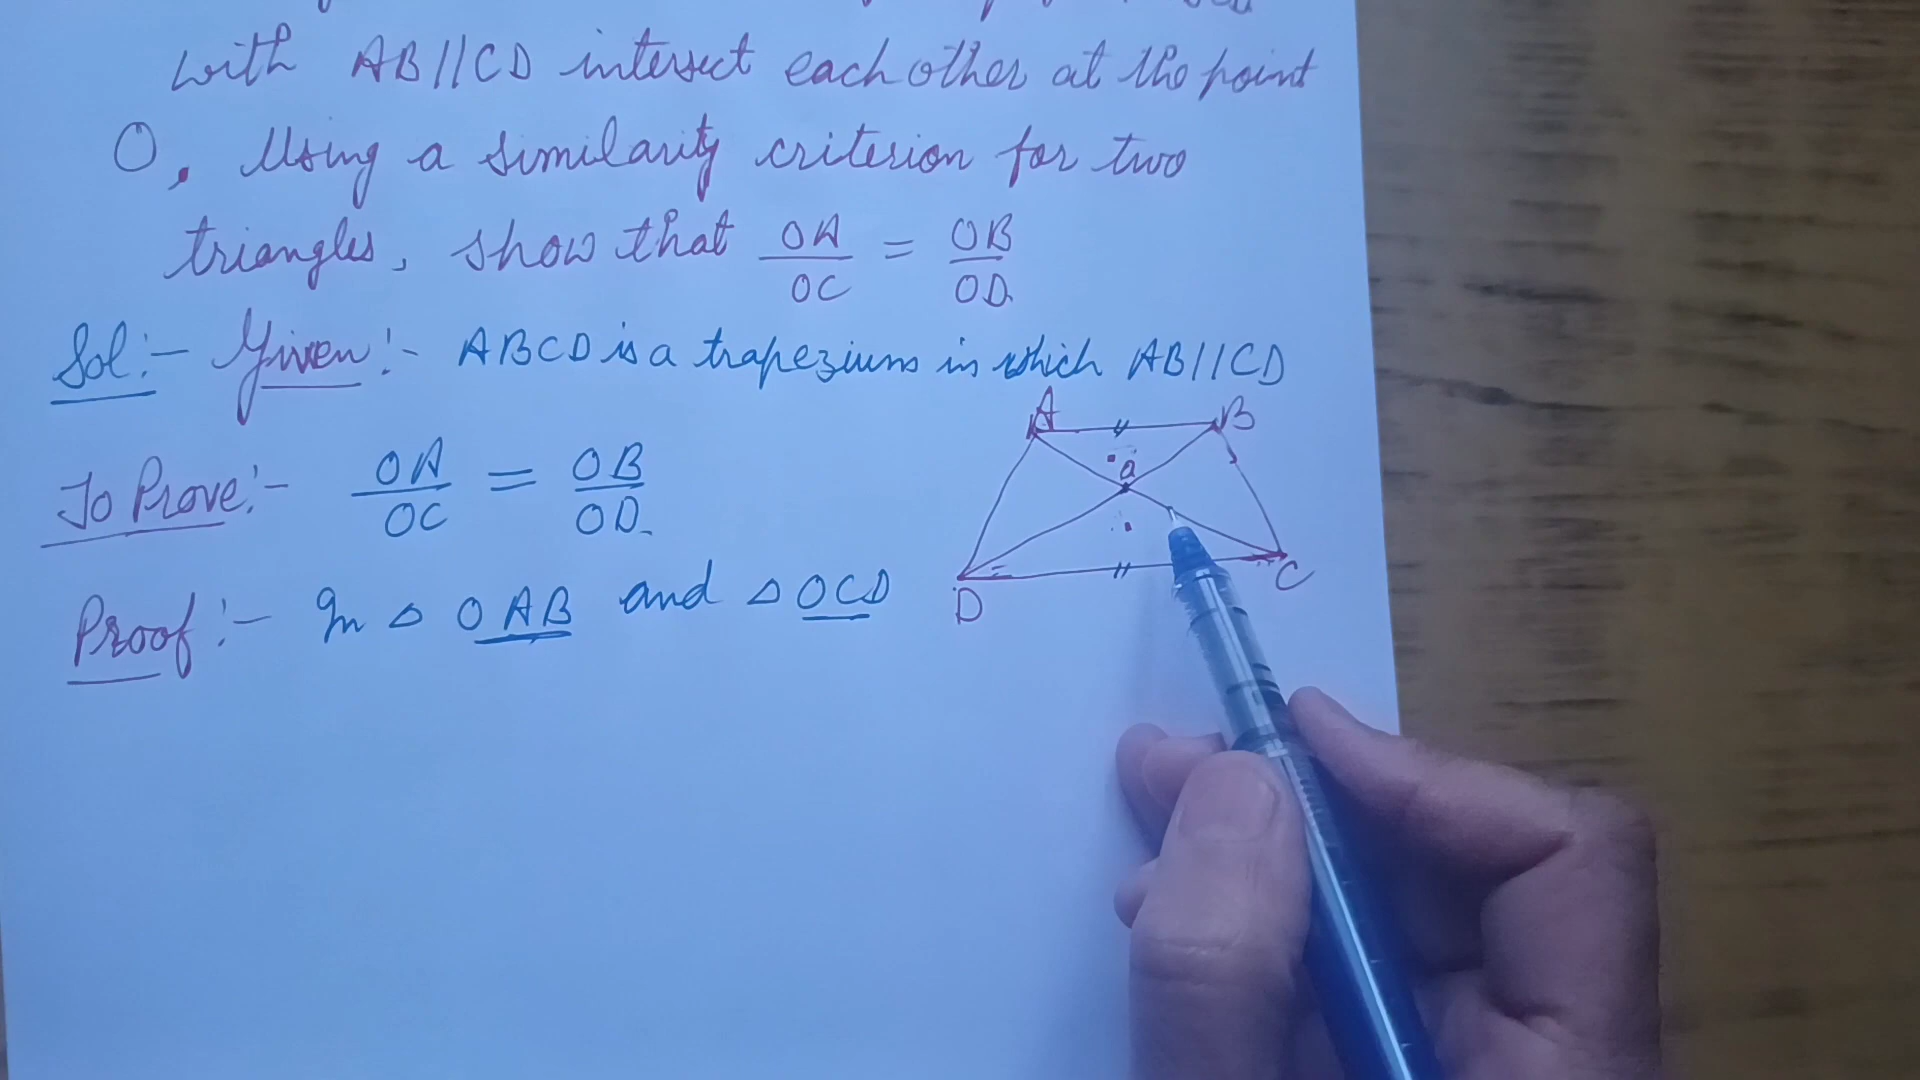 with AB//CD intersect each other at the point
O, Using a similarity criterion for two
triangles, show that OA/OC = OB/OD.
Sol:- Given:- ABCD is a trapezium in which AB//CD
A B
To Prove:- OA/OC = OB/OD.
D C
Proof:- In △ OAB and △ OCD